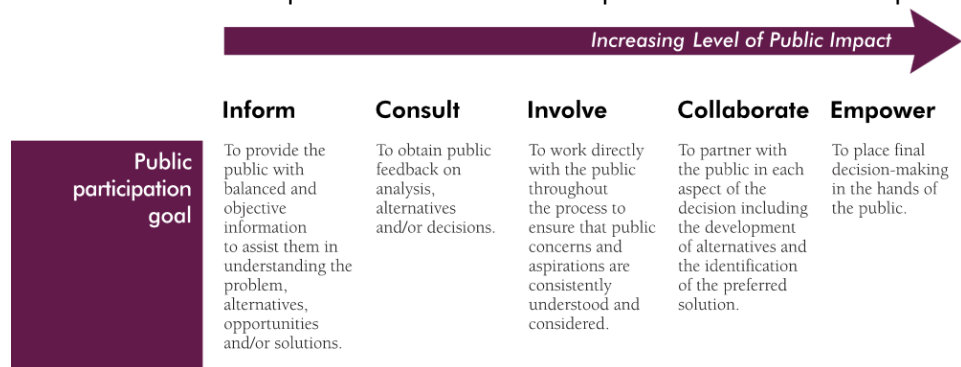 Increasing Level of Public Impact
Inform
Consult
Involve
Collaborate
Empower
Public
participation
goal
To provide the
public with
balanced and
objective
information
to assist them in
understanding the
problem,
alternatives,
opportunities
and/or solutions.
To obtain public
feedback on
analysis,
alternatives
and/or decisions.
To work directly
with the public
throughout
the process to
ensure that public
concerns and
aspirations are
consistently
understood and
considered.
To partner with
the public in each
aspect of the
decision including
the development
of alternatives and
the identification
of the preferred
solution.
To place final
decision-making
in the hands of
the public.